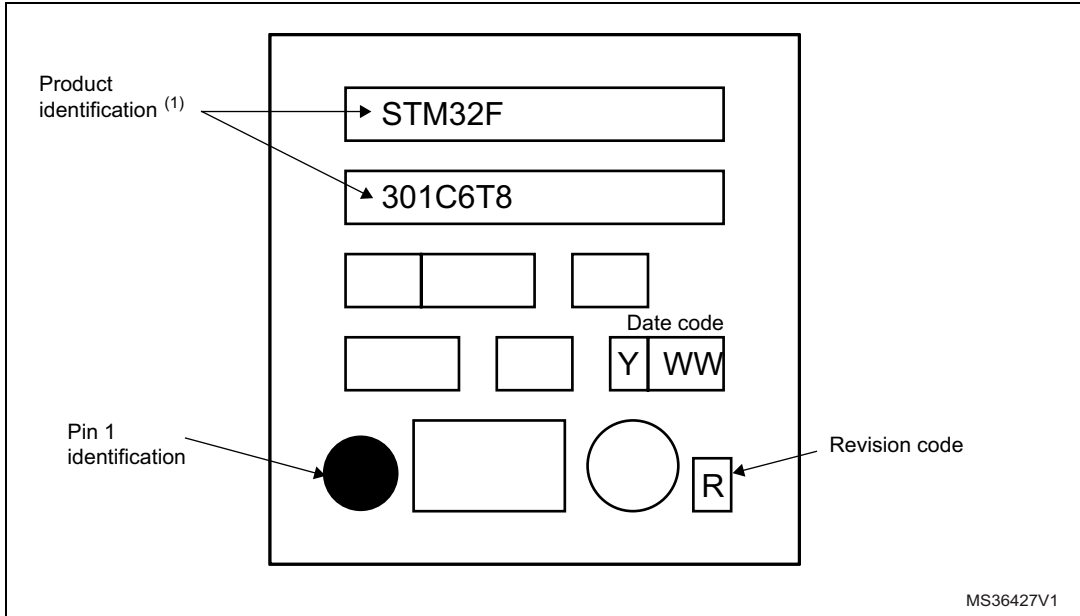 Product
identification (1)
STM32F
301C6T8
Date code
Y WW
Pin 1
identification
Revision code
R
MS36427V1